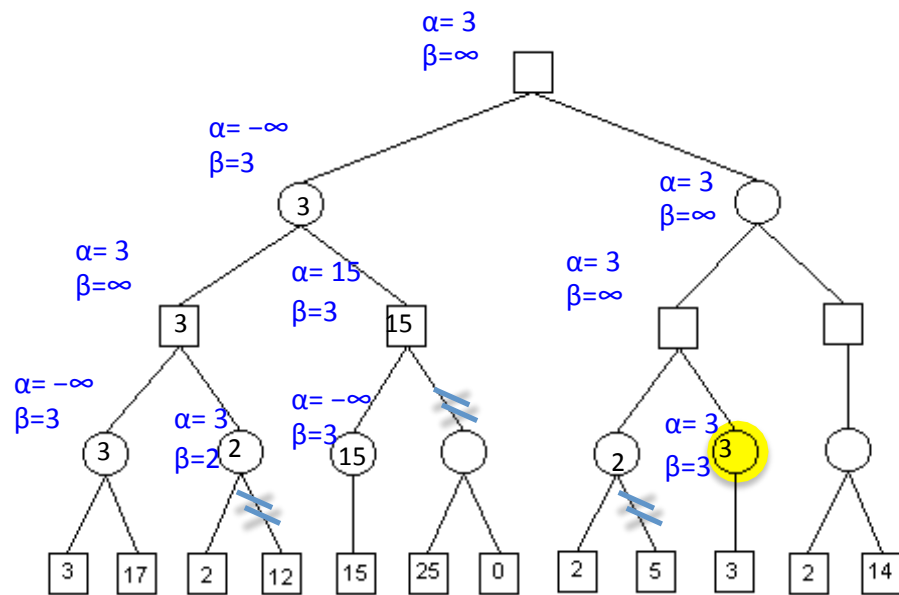 α= 3
β=∞
α= −∞
β=3
3
α= 3
β=∞
α= 3
β=∞
α= 15
β=3
α= 3
β=∞
3
15
α= −∞
β=3
α= 3
β=2
α= −∞
β=3
α= 3
β=3
3
2
15
2
3
3
17
2
12
15
25
0
2
5
3
2
14